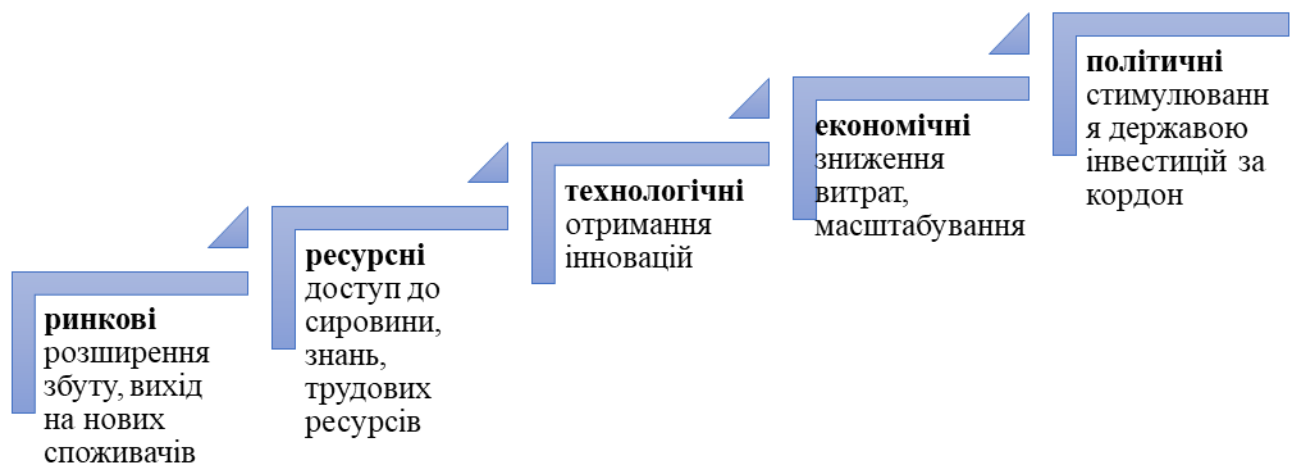 ринкові
розширення
збуту, вихід
на нових
споживачів
ресурсні
доступ до
сировини,
знань,
трудових
ресурсів
технологічні
отримання
інновацій
економічні
зниження
витрат,
масштабування
політичні
стимулюванн
я державою
інвестицій за
кордон